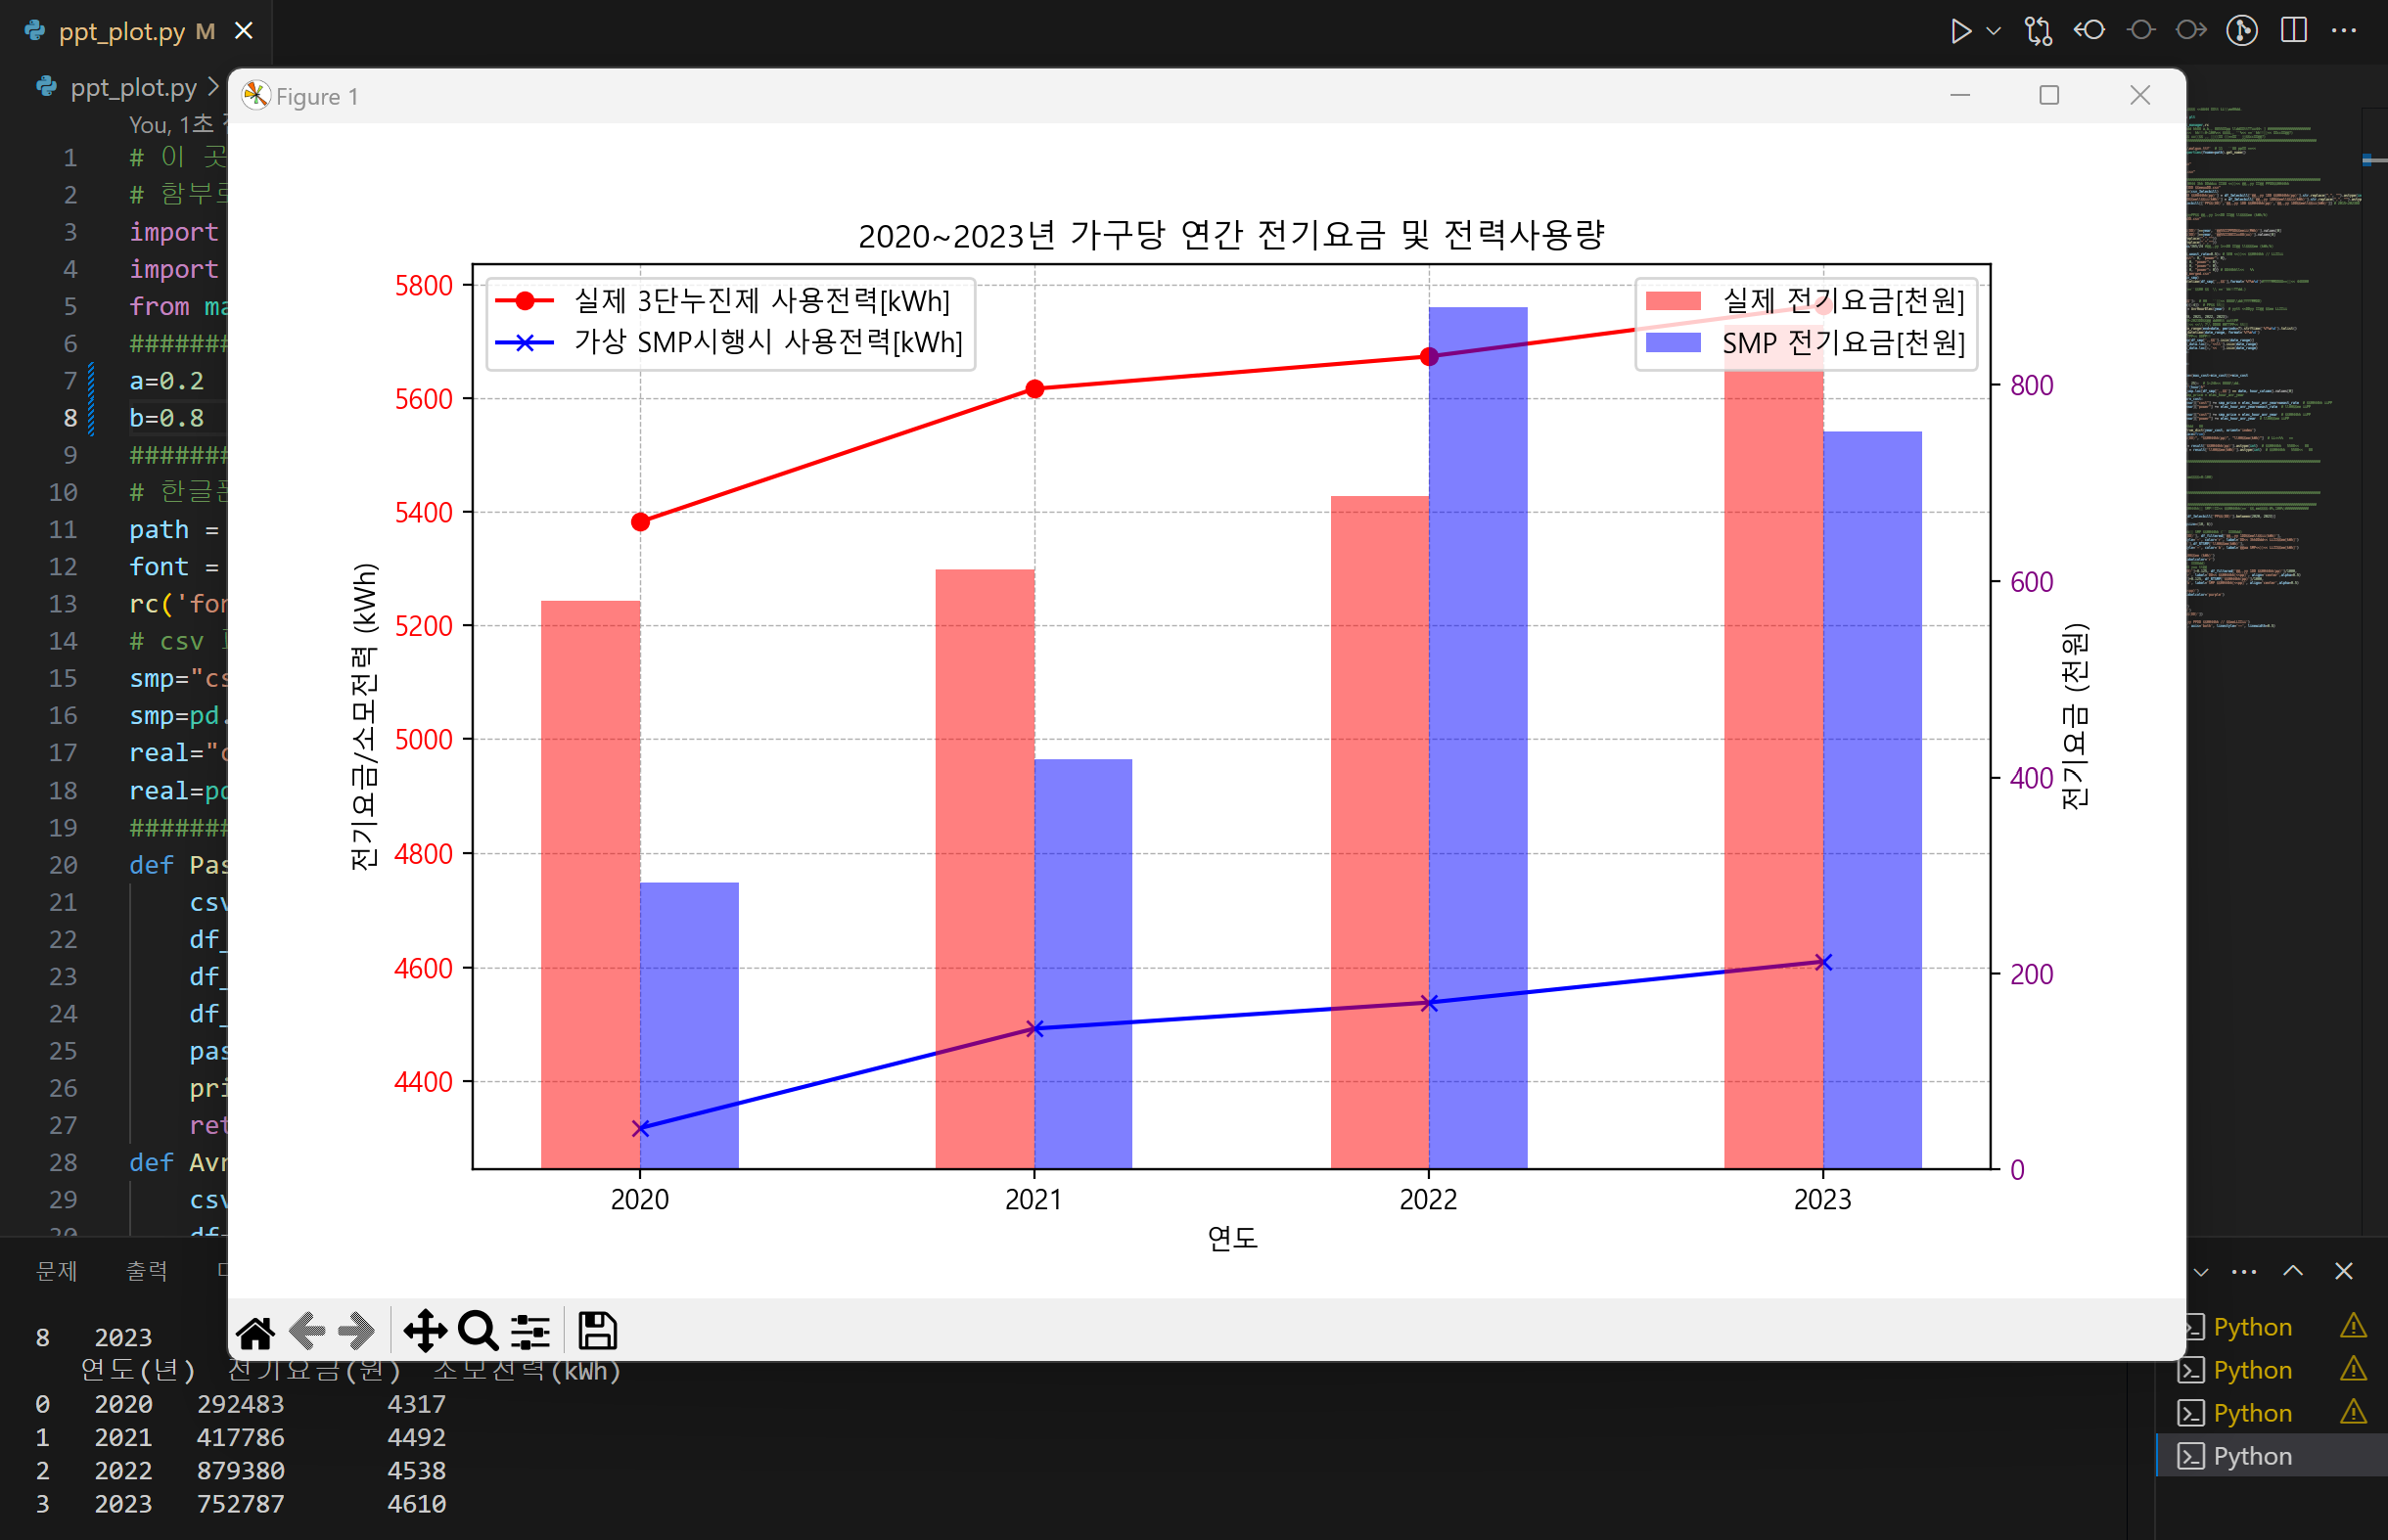 ppt_plot.py M
ppt_plot.py
Figure 1
You, 1초
1 # 이 곳
2 # 함부로
3 import
4 import
5 from ma
6 ########
7 a=0.2
8 b=0.8
9 ########
10 # 한글폰
11 path =
12 font =
13 rc('for
14 # csv
15 smp="cs
16 smp=pd.
17 real="c
18 real=pd
19 ########
20 def Pas
21 csv
22 df_
23 df_
24 df_
25 pas
26 pri
27 ret
28 def Avr
29 csv
30 df
2020~2023년 가구당 연간 전기요금 및 전력사용량
실제 3단누진제 사용전력[kWh]
가상 SMP시행시 사용전력[kWh]
실제 전기요금[천원]
SMP 전기요금[천원]
5800
5600
5400
5200
5000
4800
4600
4400
전기요금/소모전력 (kWh)
800
600
400
200
0
전기요금 (천원)
2020 2021 2022 2023
연도
문제 출력
8 2023
연도(년) 전기요금(원) 소모전력(kWh)
0 2020 292483 4317
1 2021 417786 4492
2 2022 879380 4538
3 2023 752787 4610
Python
Python
Python
Python